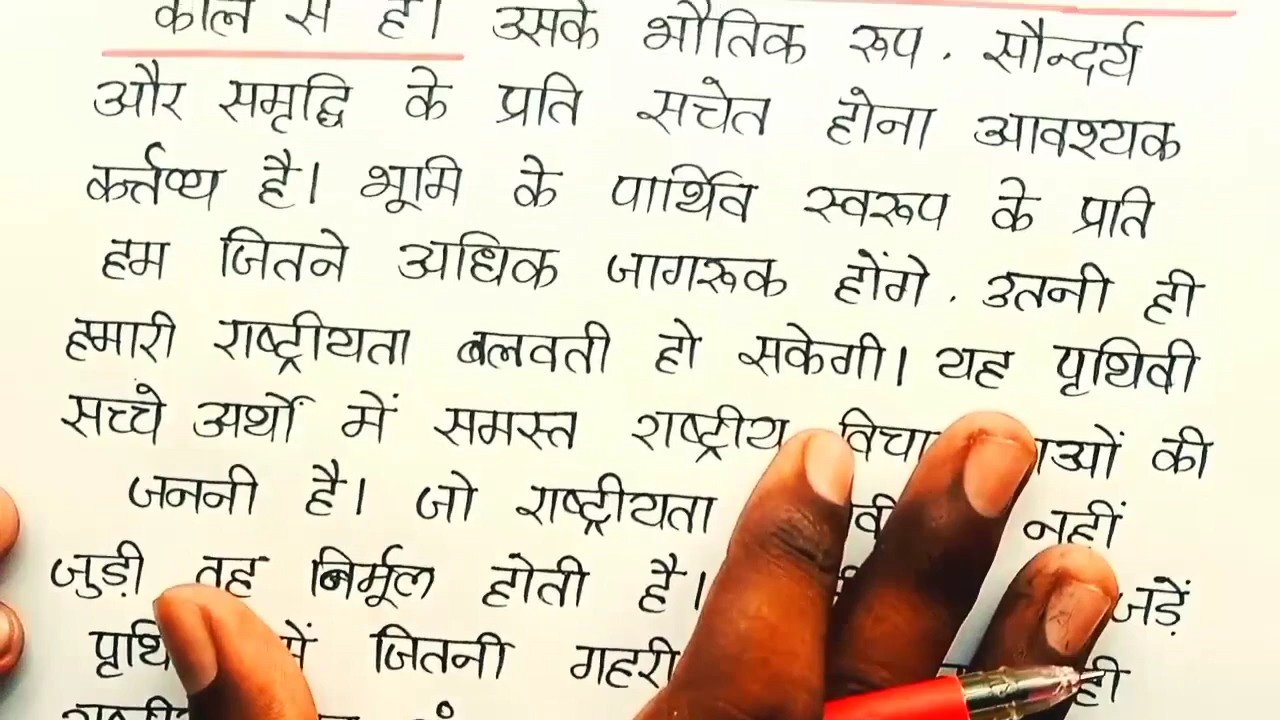 काल से है। उसके भौतिक रूप, सौन्दर्य
और समृद्धि के प्रति सचेत होना आवश्यक
कर्त्तव्य है। भूमि के पार्थिव स्वरूप के प्रति
हम जितने अधिक जागरूक होंगे, उतनी ही
हमारी राष्ट्रीयता बलवती हो सकेगी। यह पृथिवी
सच्चे अर्थो में समस्त राष्ट्रीय की
जननी है। जो राष्ट्रीयता नहीं
जुड़ी वह निर्मूल होती है। जड़ें
में जितनी गहरी ही